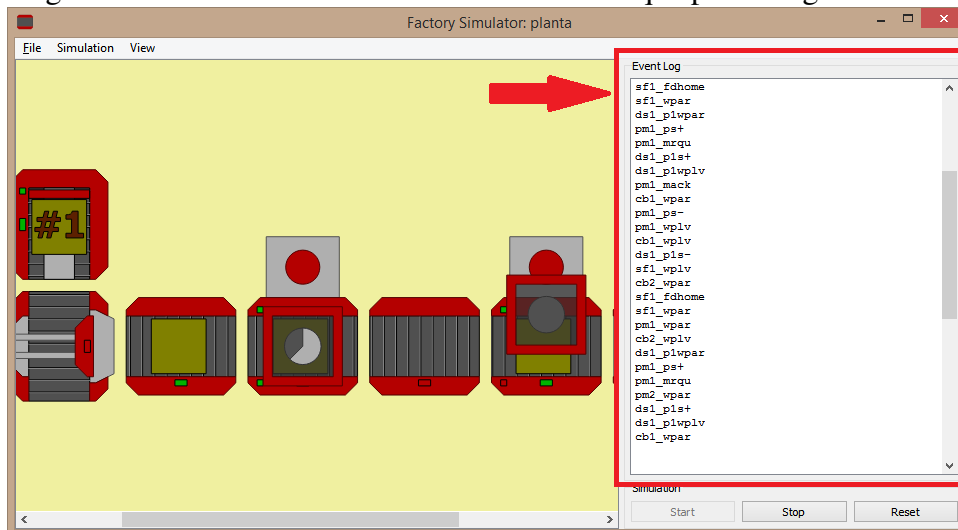 Factory Simulator: planta
File Simulation View
Event Log
sf1_fdhome
sf1_wpar
ds1_p1wpar
pm1_ps+
pm1_mrqu
ds1_p1s+
ds1_p1wplv
pm1_mack
cb1_wpar
pm1_ps-
pm1_wplv
cb1_wplv
ds1_p1s-
sf1_wplv
cb2_wpar
sf1_fdhome
sf1_wpar
pm1_wpar
cb2_wplv
ds1_p1wpar
pm1_ps+
pm1_mrqu
pm2_wpar
ds1_p1s+
ds1_p1wplv
cb1_wpar
#1
Simulation
Start Stop Reset